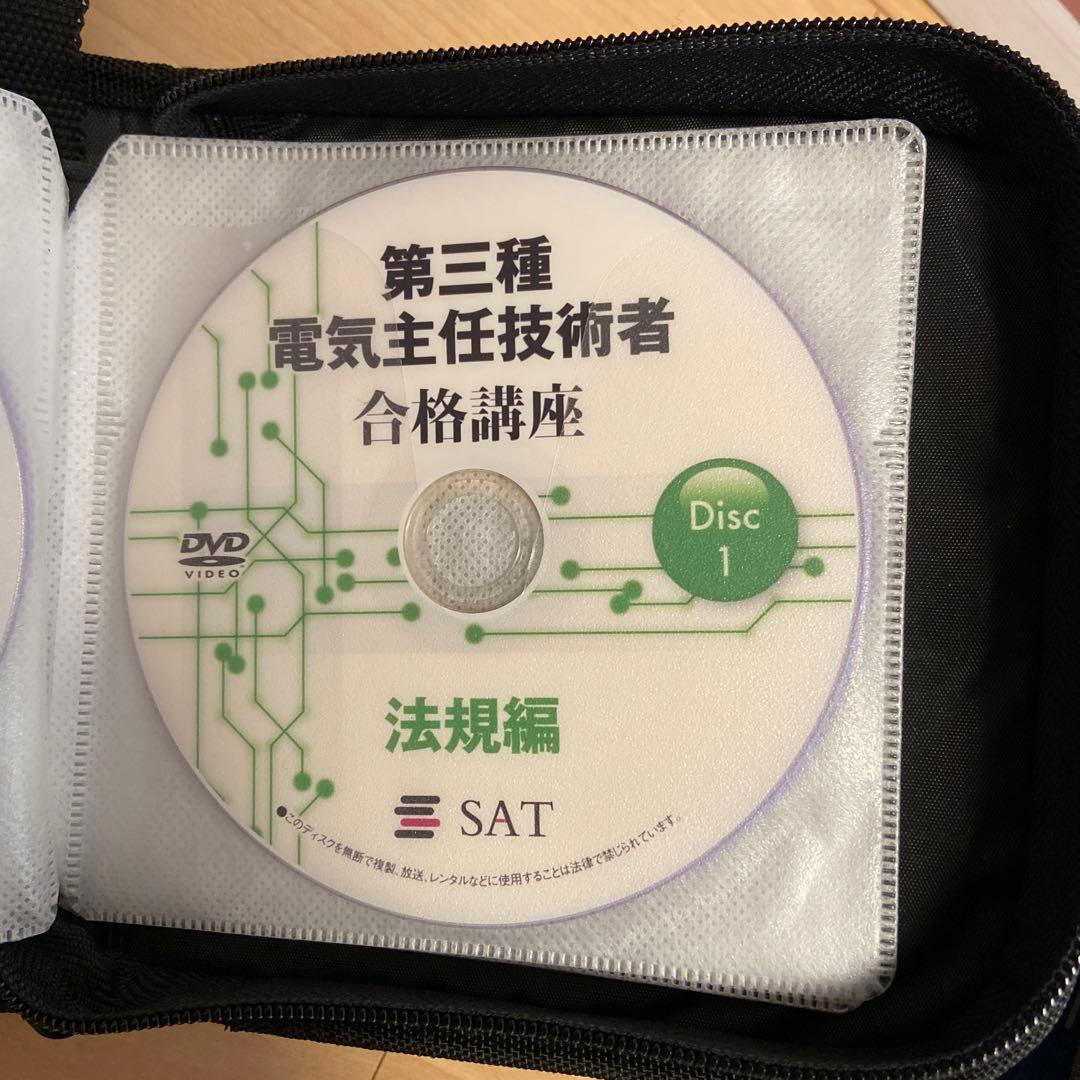 第三種
電気主任技術者
合格講座
DVD
VIDEO
Disc
1
法規編
SAT
●このディスクを無断で複製、放送、レンタルなどに使用することは法律で禁じられています。